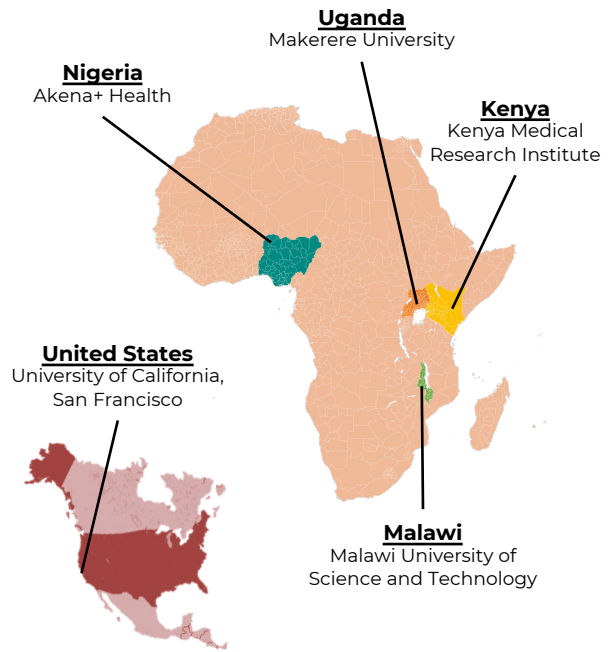 Uganda
Makerere University
Nigeria
Akena+ Health
Kenya
Kenya Medical
Research Institute
United States
University of California,
San Francisco
Malawi
Malawi University of
Science and Technology